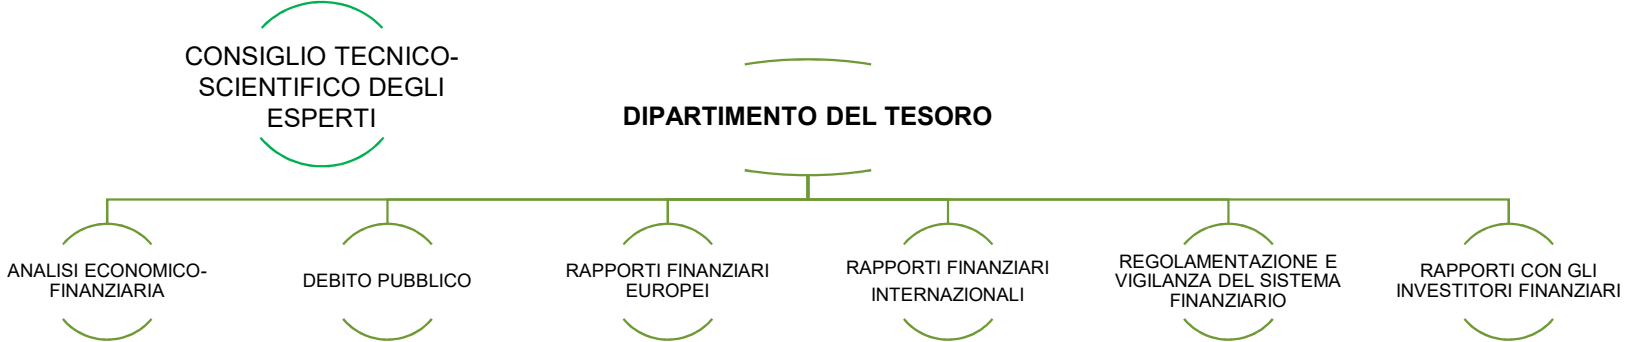 CONSIGLIO TECNICO-
SCIENTIFICO DEGLI
ESPERTI
DIPARTIMENTO DEL TESORO
ANALISI ECONOMICO-
FINANZIARIA
DEBITO PUBBLICO
RAPPORTI FINANZIARI
EUROPEI
RAPPORTI FINANZIARI
INTERNAZIONALI
REGOLAMENTAZIONE E
VIGILANZA DEL SISTEMA
FINANZIARIO
RAPPORTI CON GLI
INVESTITORI FINANZIARI